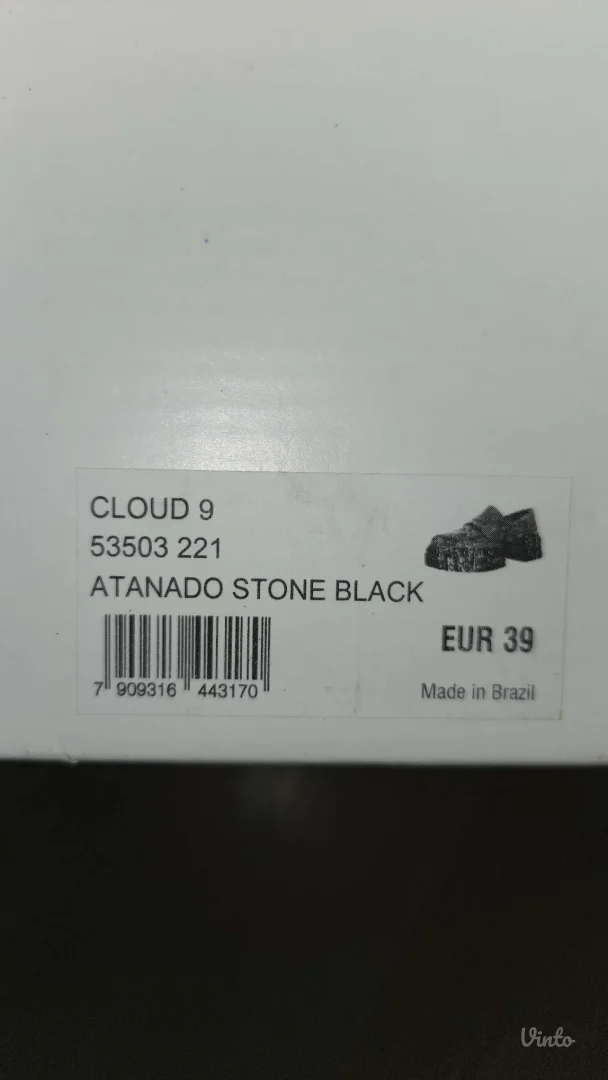 CLOUD 9
53503 221
ATANADO STONE BLACK
EUR 39
7 909316 443170
Made in Brazil
Vinto